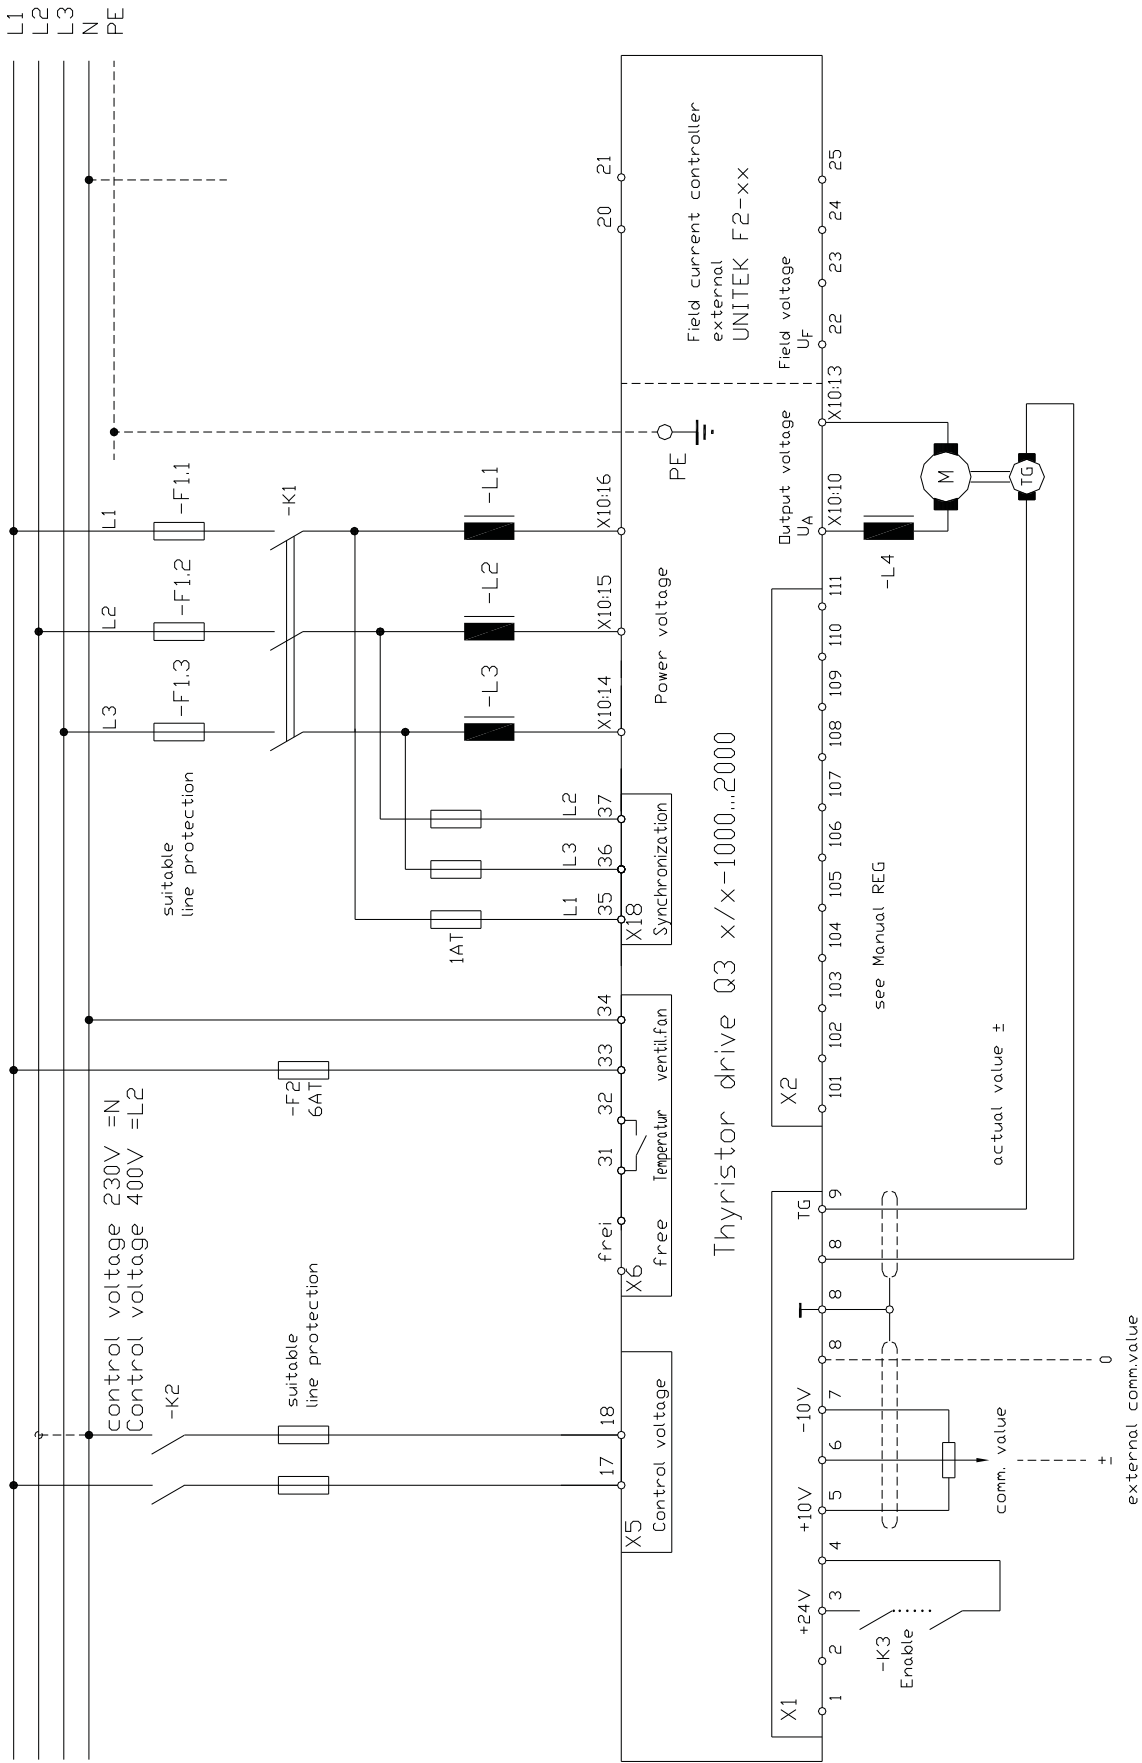 L1
L2
L3
N
PE
control voltage 230V =N
Control voltage 400V =L2
-K2
suitable
line protection
-F2
6AT
suitable
line protection
L3
L2
L1
-F1.3
-F1.2
-F1.1
-K1
1AT
-L3
-L2
-L1
L1
L3
L2
17
18
frei
31
32
33
34
35
36
37
X10:14
X10:15
X10:16
20
21
X5
Control voltage
X6
free
Temperatur
ventil.fan
X18
Synchronization
Power voltage
PE
Field current controller
external
UNITEK F2-xx
Thyristor drive Q3 x/x-1000...2000
X1
+24V
+10V
-10V
TG
X2
Output voltage
UA
Field voltage
UF
1
2
3
4
5
6
7
8
8
8
9
101
102
103
104
105
106
107
108
109
110
111
X10:10
X10:13
22
23
24
25
-K3
Enable
see Manual REG
-L4
M
TG
comm. value
actual value ±
±
0
external comm.value